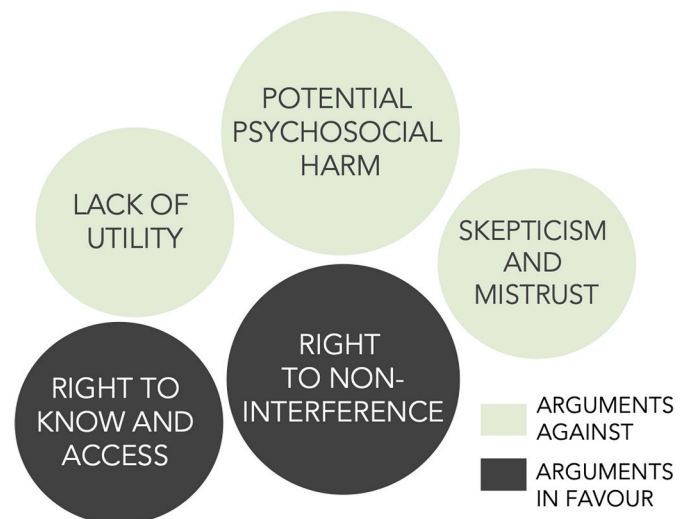 POTENTIAL
PSYCHOSOCIAL
HARM
LACK OF
UTILITY
SKEPTICISM
AND
MISTRUST
RIGHT TO
KNOW AND
ACCESS
RIGHT
TO NON-
INTERFERENCE
ARGUMENTS
AGAINST
ARGUMENTS
IN FAVOUR